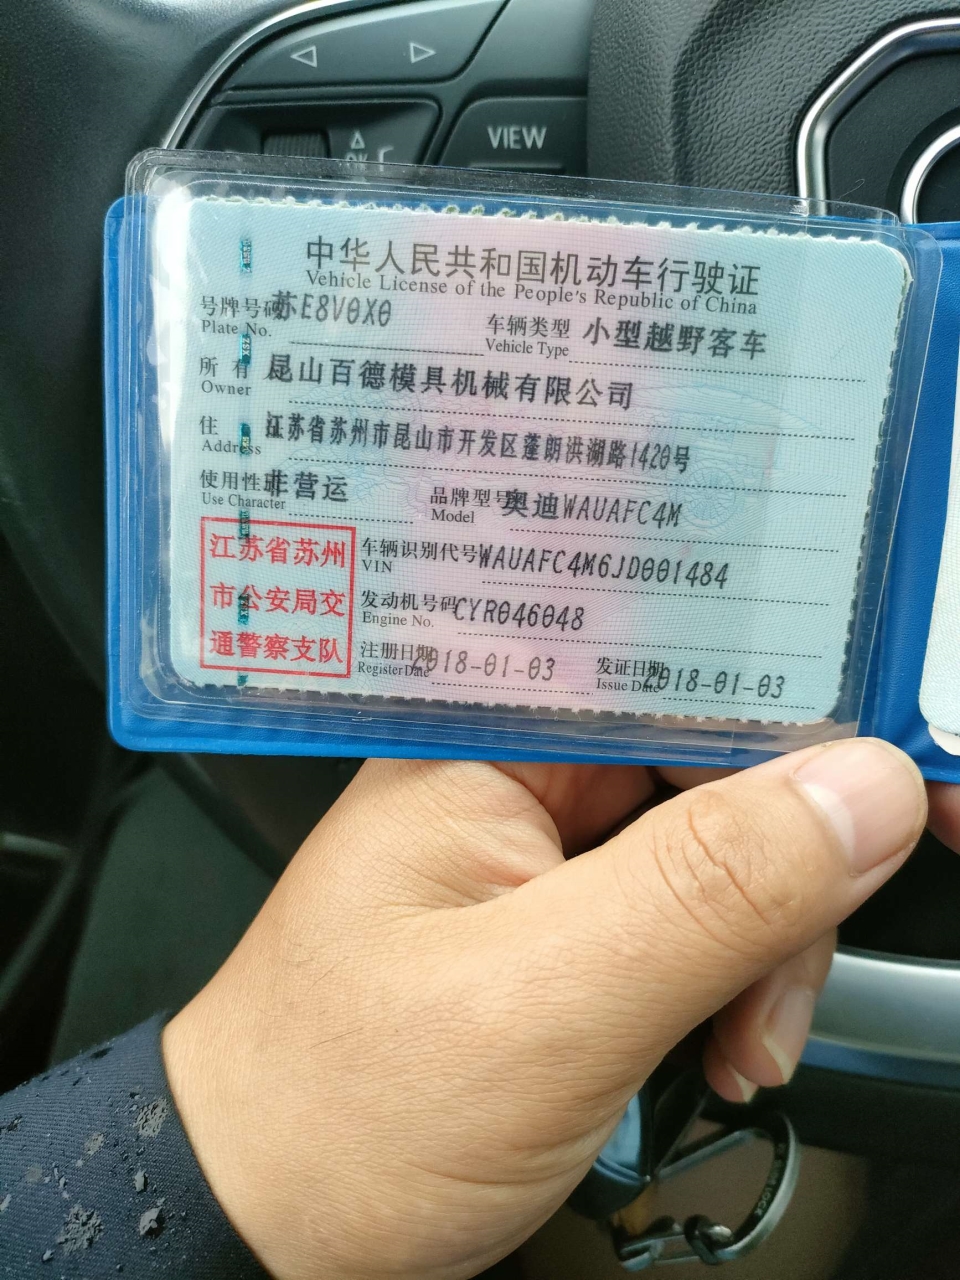 VIEW
OK
中华人民共和国机动车行驶证
Vehicle License of the People's Republic of China
号牌号码 苏E8V0X0 车辆类型 小型越野客车
Plate No. Vehicle Type
所 有 昆山百德模具机械有限公司
Owner
住 江苏省苏州市昆山市开发区蓬朗洪湖路1420号
Address
使用性 非营运 品牌型号 奥迪WAUAFC4M
Use Character Model
江苏省苏州
市公安局交
通警察支队
车辆识别代号 WAUAFC4M6JD001484
VIN
发动机号码 CYR046048
Engine No.
注册日期 2018-01-03 发证日期 2018-01-03
Register Date Issue Date